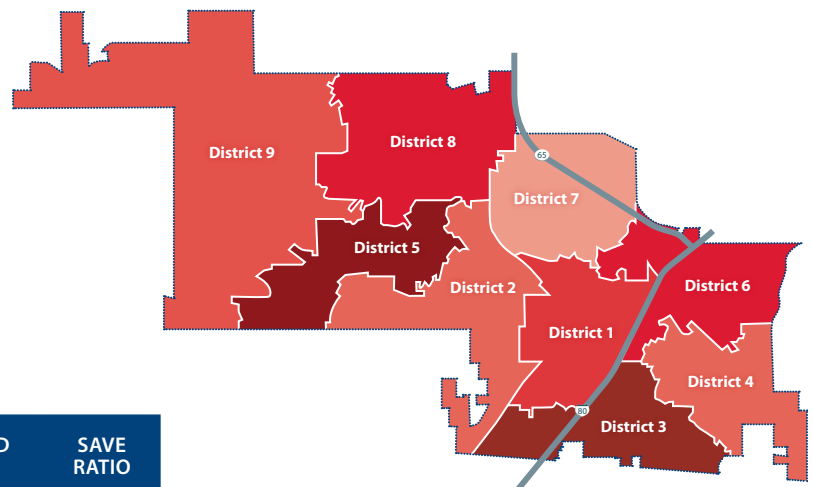 District 8
65
District 9
District 7
District 5
District 6
District 2
District 1
District 4
80
District 3
D
SAVE
RATIO